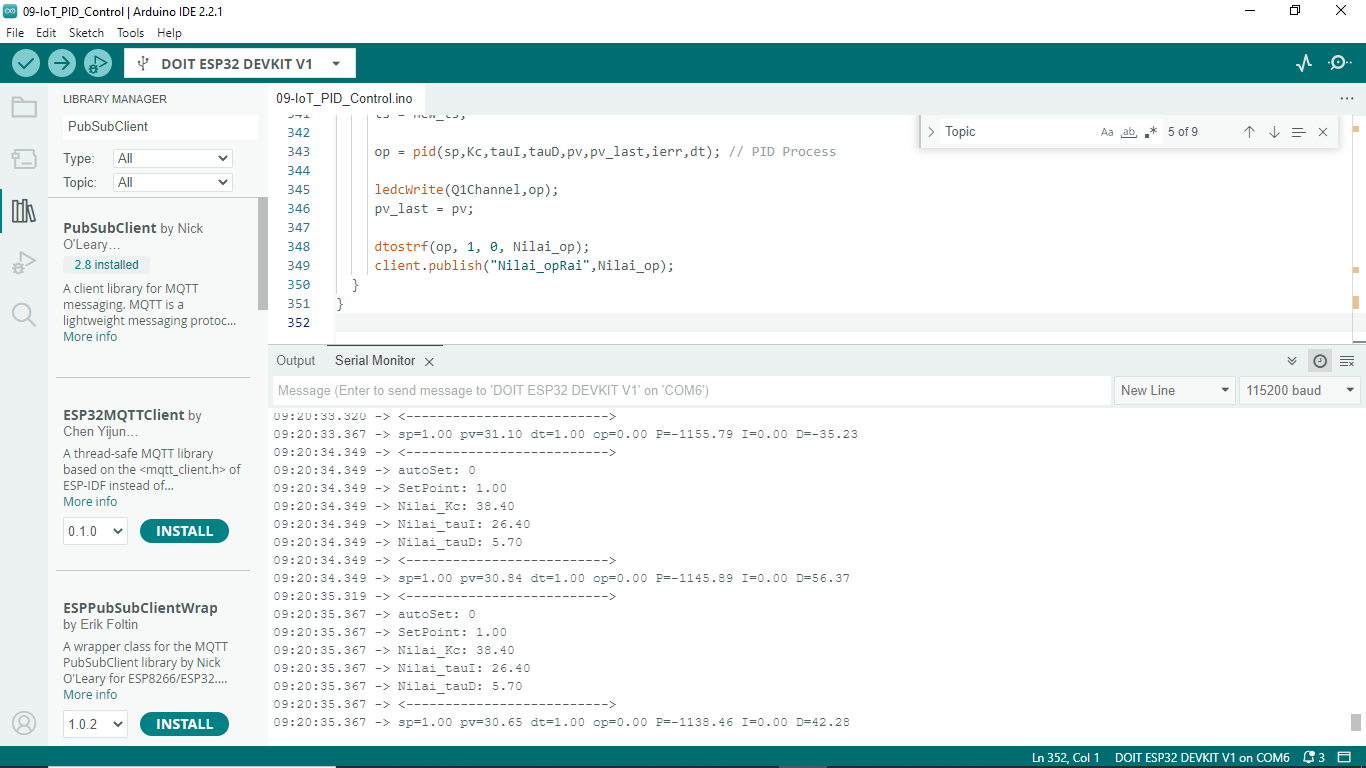 09-IoT_PID_Control | Arduino IDE 2.2.1
File Edit Sketch Tools Help
DOIT ESP32 DEVKIT V1
LIBRARY MANAGER
PubSubClient
Type: All
Topic: All
PubSubClient by Nick
O'Leary...
2.8 installed
A client library for MQTT
messaging. MQTT is a
lightweight messaging protoc...
More info
ESP32MQTTClient by
Chen Yijun...
A thread-safe MQTT library
based on the <mqtt_client.h> of
ESP-IDF instead of...
More info
0.1.0 INSTALL
ESPPubSubClientWrap
by Erik Foltin
A wrapper class for the MQTT
PubSubClient library by Nick
O'Leary for ESP8266/ESP32....
More info
1.0.2 INSTALL
09-IoT_PID_Control.ino
Topic Aa ab .* 5 of 9
341 ts = new_ts;
342
343 op = pid(sp,Kc,tauI,tauD,pv,pv_last,ierr,dt); // PID Process
344
345 ledcWrite(Q1Channel,op);
346 pv_last = pv;
347
348 dtostrf(op, 1, 0, Nilai_op);
349 client.publish("Nilai_opRai",Nilai_op);
350 }
351 }
352
Output Serial Monitor
Message (Enter to send message to 'DOIT ESP32 DEVKIT V1' on 'COM6')
New Line 115200 baud
09:20:33.320 -> <-------------------------->
09:20:33.367 -> sp=1.00 pv=31.10 dt=1.00 op=0.00 P=-1155.79 I=0.00 D=-35.23
09:20:34.349 -> <-------------------------->
09:20:34.349 -> autoSet: 0
09:20:34.349 -> SetPoint: 1.00
09:20:34.349 -> Nilai_Kc: 38.40
09:20:34.349 -> Nilai_tauI: 26.40
09:20:34.349 -> Nilai_tauD: 5.70
09:20:34.349 -> <-------------------------->
09:20:34.349 -> sp=1.00 pv=30.84 dt=1.00 op=0.00 P=-1145.89 I=0.00 D=56.37
09:20:35.319 -> <-------------------------->
09:20:35.367 -> autoSet: 0
09:20:35.367 -> SetPoint: 1.00
09:20:35.367 -> Nilai_Kc: 38.40
09:20:35.367 -> Nilai_tauI: 26.40
09:20:35.367 -> Nilai_tauD: 5.70
09:20:35.367 -> <-------------------------->
09:20:35.367 -> sp=1.00 pv=30.65 dt=1.00 op=0.00 P=-1138.46 I=0.00 D=42.28
Ln 352, Col 1 DOIT ESP32 DEVKIT V1 on COM6 3